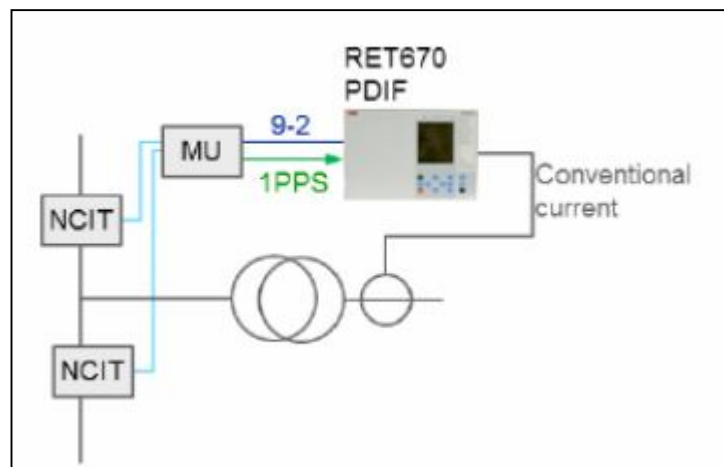 RET670
PDIF
9-2
MU
1PPS
NCIT
Conventional
current
NCIT